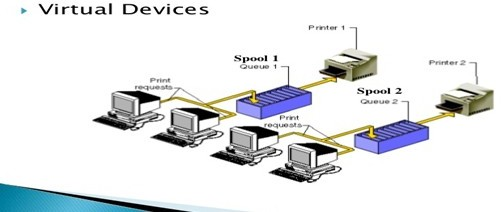 Virtual Devices
Printer 1
Spool 1
Queue 1
Print
requests
Printer 2
Spool 2
Queue 2
Print
requests